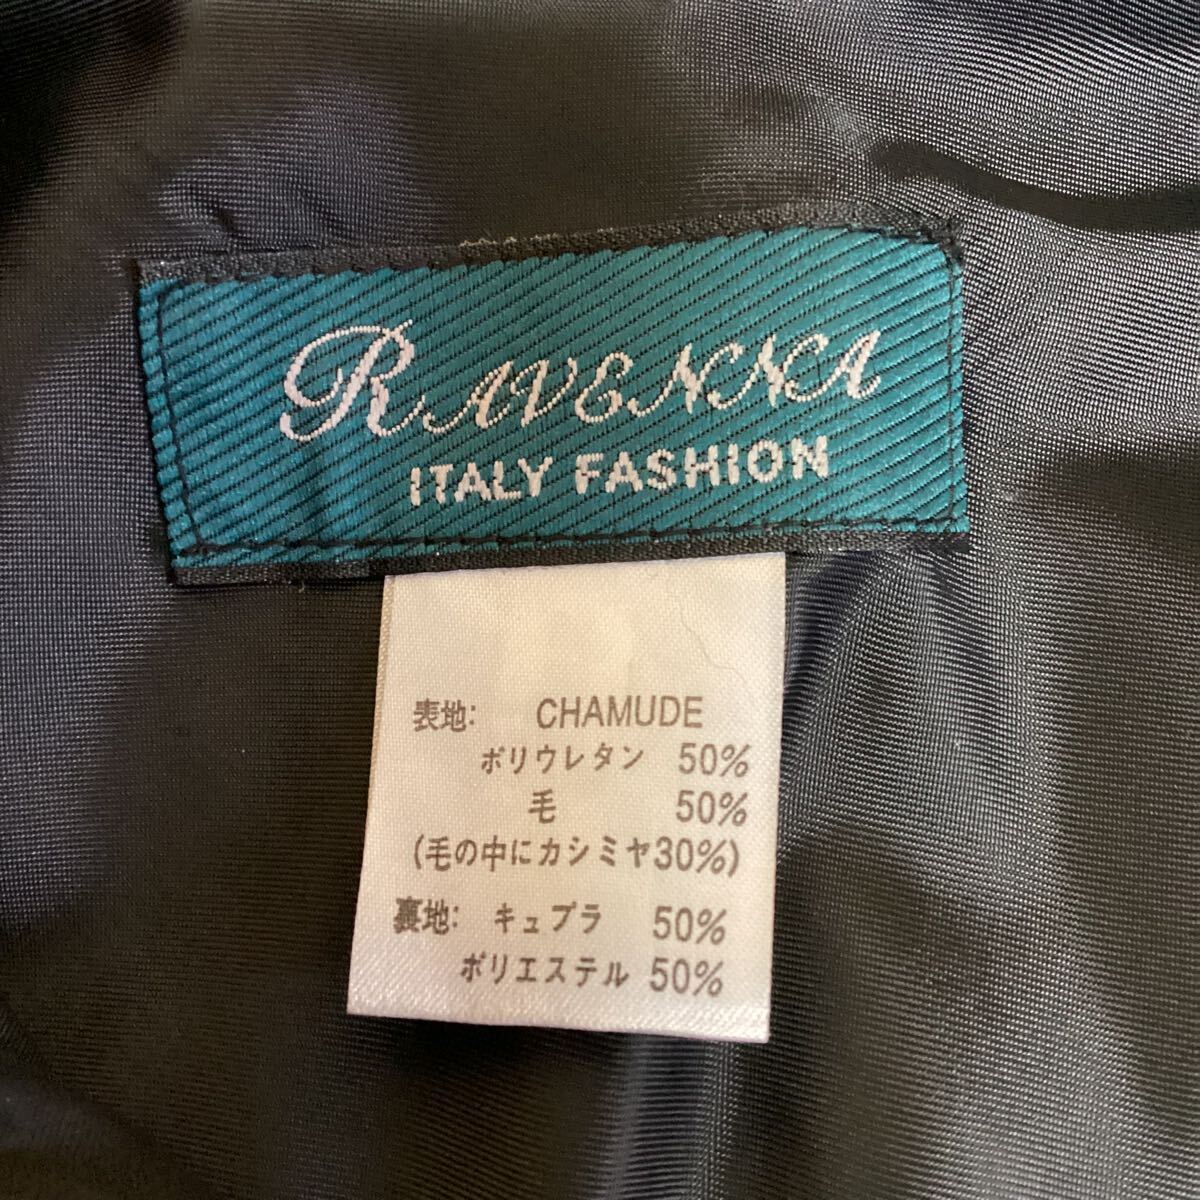 RAVENNA
ITALY FASHION
表地: CHAMUDE
ポリウレタン 50%
毛 50%
(毛の中にカシミヤ30%)
裏地: キュプラ 50%
ポリエステル 50%